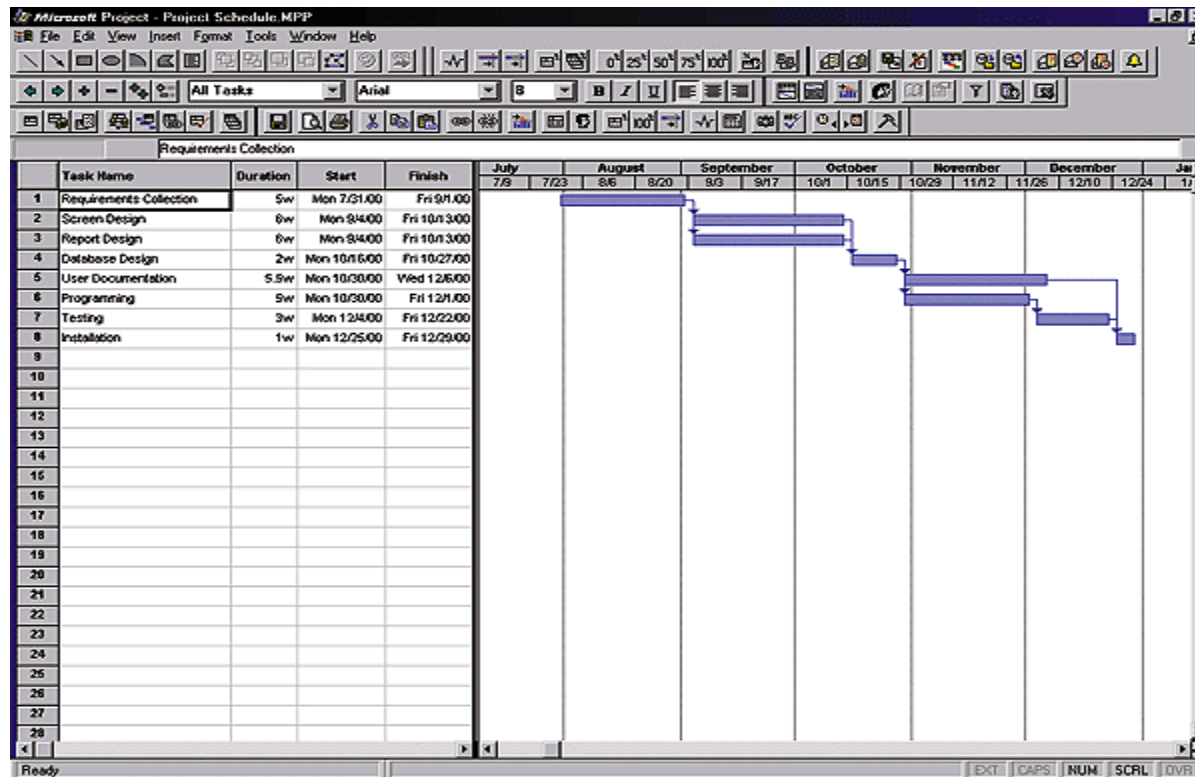 Microsoft Project - Project Schedule.MPP
File Edit View Insert Format Tools Window Help
0% 25% 50% 75% 100%
All Tasks Arial 8 B I U
Requirements Collection
Task Name Duration Start Finish
July August September October November December Ja
7/9 7/23 8/6 8/20 9/3 9/17 10/1 10/15 10/29 11/12 11/26 12/10 12/24 1/
1 Requirements Collection 5w Mon 7/31/00 Fri 9/1/00
2 Screen Design 6w Mon 9/4/00 Fri 10/13/00
3 Report Design 6w Mon 9/4/00 Fri 10/13/00
4 Database Design 2w Mon 10/16/00 Fri 10/27/00
5 User Documentation 5.5w Mon 10/30/00 Wed 12/6/00
6 Programming 5w Mon 10/30/00 Fri 12/1/00
7 Testing 3w Mon 12/4/00 Fri 12/22/00
8 Installation 1w Mon 12/25/00 Fri 12/29/00
9
10
11
12
13
14
15
16
17
18
19
20
21
22
23
24
25
26
27
28
Ready EXT CAPS NUM SCRL OVR